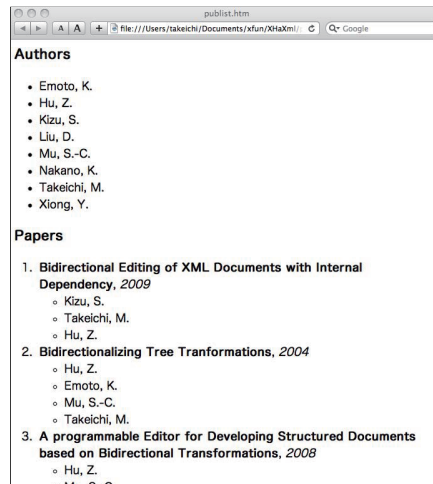 publist.htm
A A + file:///Users/takeichi/Documents/xfun/XHaXml/ Google
Authors
• Emoto, K.
• Hu, Z.
• Kizu, S.
• Liu, D.
• Mu, S.-C.
• Nakano, K.
• Takeichi, M.
• Xiong, Y.
Papers
1. Bidirectional Editing of XML Documents with Internal
Dependency, 2009
◦ Kizu, S.
◦ Takeichi, M.
◦ Hu, Z.
2. Bidirectionalizing Tree Tranformations, 2004
◦ Hu, Z.
◦ Emoto, K.
◦ Mu, S.-C.
◦ Takeichi, M.
3. A programmable Editor for Developing Structured Documents
based on Bidirectional Transformations, 2008
◦ Hu, Z.